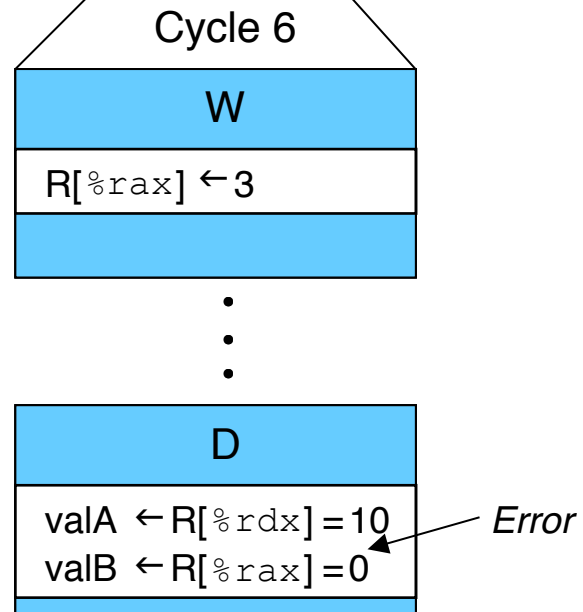 Cycle 6
W
R[%rax] ←3
D
valA ←R[%rdx]=10
Error
valB ←R[%rax]=0